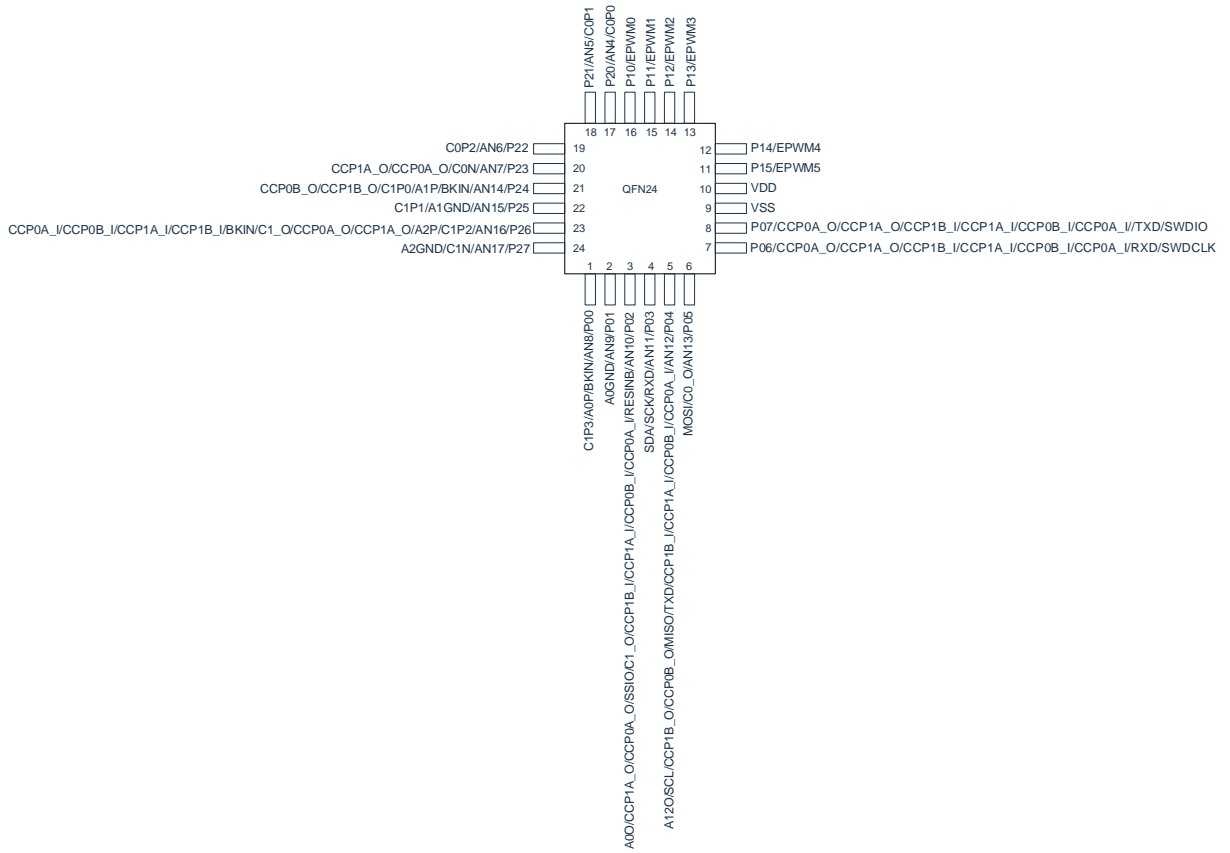 P21/AN5/C0P1
P20/AN4/C0P0
P10/EPWM0
P11/EPWM1
P12/EPWM2
P13/EPWM3
18 17 16 15 14 13
C0P2/AN6/P22 19
CCP1A_O/CCP0A_O/C0N/AN7/P23 20
CCP0B_O/CCP1B_O/C1P0/A1P/BKIN/AN14/P24 21
C1P1/A1GND/AN15/P25 22
CCP0A_I/CCP0B_I/CCP1A_I/CCP1B_I/BKIN/C1_O/CCP0A_O/CCP1A_O/A2P/C1P2/AN16/P26 23
A2GND/C1N/AN17/P27 24
QFN24
12 P14/EPWM4
11 P15/EPWM5
10 VDD
9 VSS
8 P07/CCP0A_O/CCP1A_O/CCP1B_I/CCP1A_I/CCP0B_I/CCP0A_I//TXD/SWDIO
7 P06/CCP0A_O/CCP1A_O/CCP1B_I/CCP1A_I/CCP0B_I/CCP0A_I/RXD/SWDCLK
1 2 3 4 5 6
C1P3/A0P/BKIN/AN8/P00
A0GND/AN9/P01
A0O/CCP1A_O/CCP0A_O/SSIO/C1_O/CCP1B_I/CCP1A_I/CCP0B_I/CCP0A_I/RESINB/AN10/P02
SDA/SCK/RXD/AN11/P03
A12O/SCL/CCP1B_O/CCP0B_O/MISO/TXD/CCP1B_I/CCP1A_I/CCP0B_I/CCP0A_I/AN12/P04
MOSI/C0_O/AN13/P05